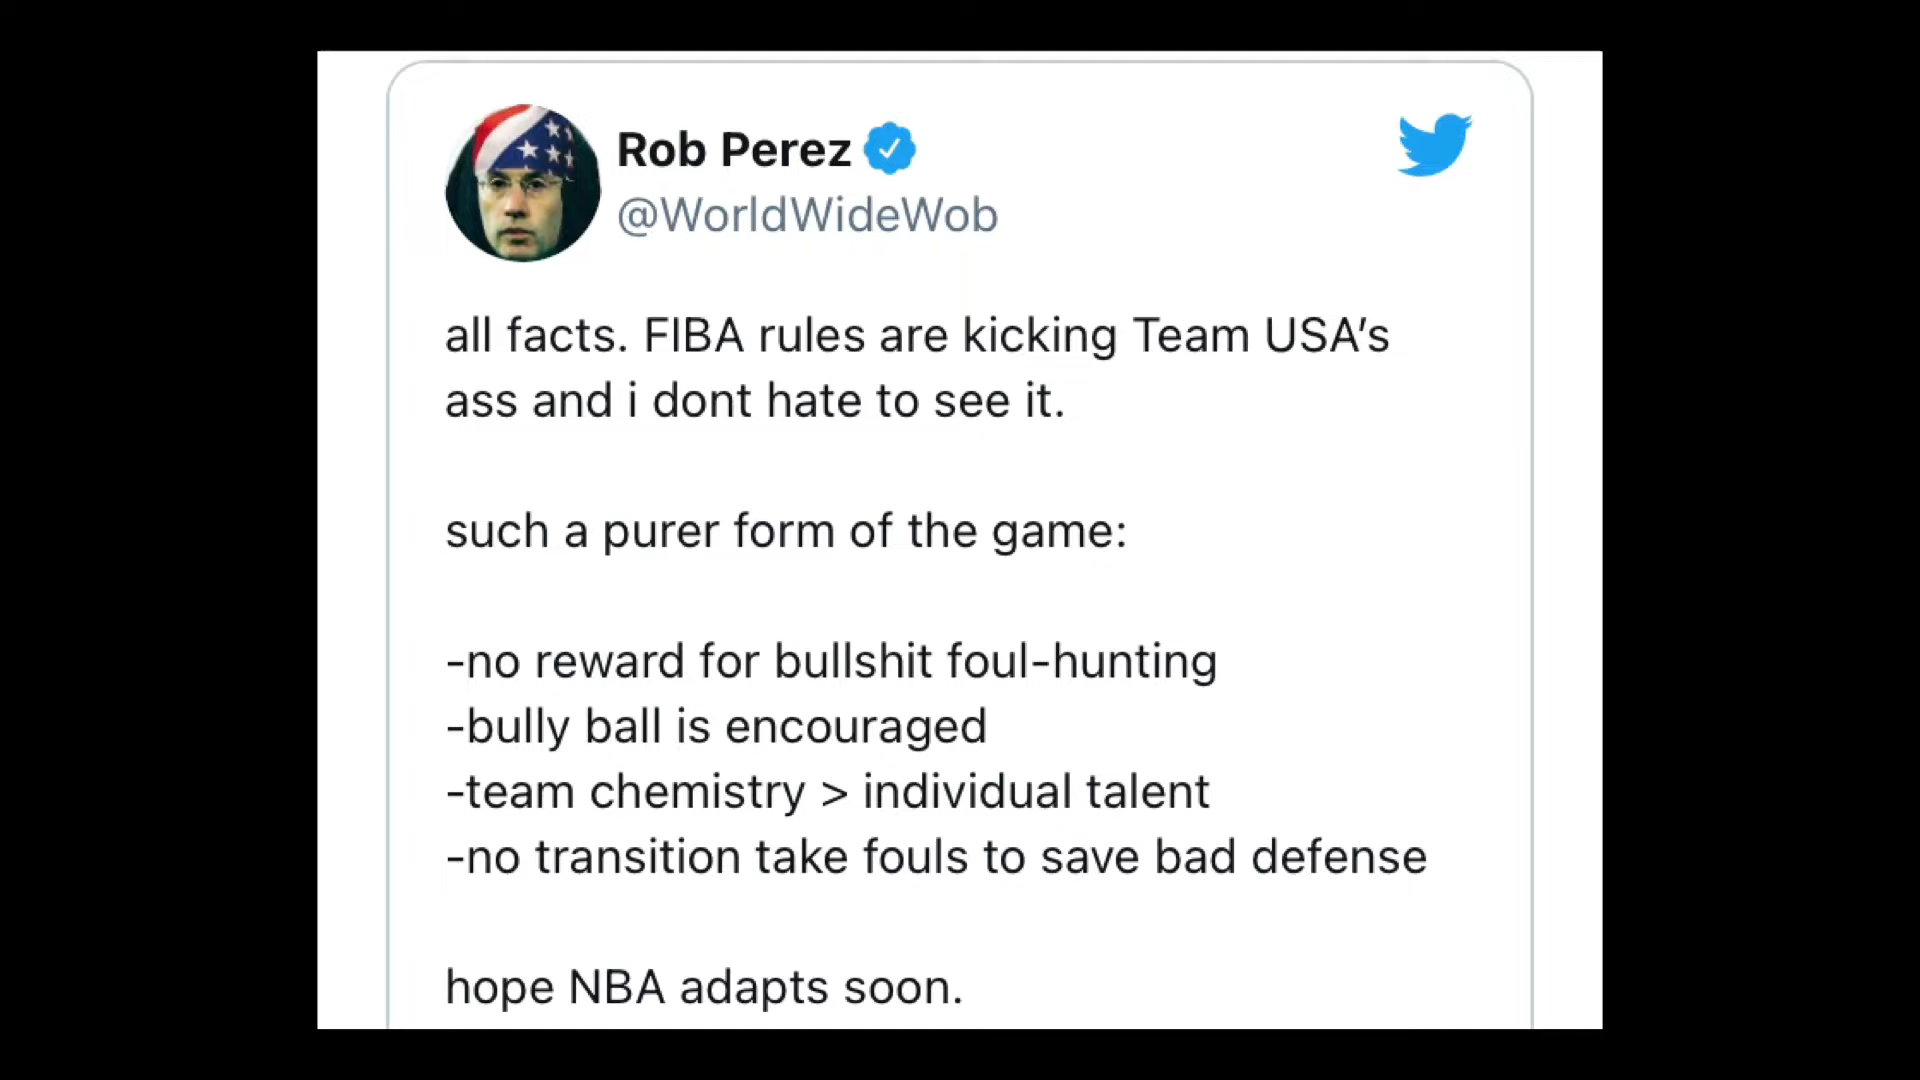 Rob Perez
@WorldWideWob
all facts. FIBA rules are kicking Team USA’s
ass and i dont hate to see it.
such a purer form of the game:
-no reward for bullshit foul-hunting
-bully ball is encouraged
-team chemistry > individual talent
-no transition take fouls to save bad defense
hope NBA adapts soon.